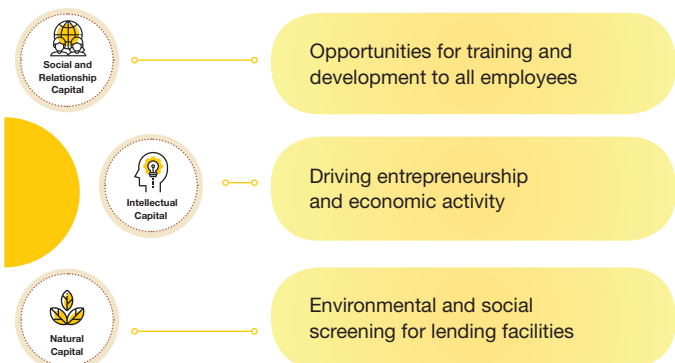 Social and
Relationship
Capital
Opportunities for training and
development to all employees
Intellectual
Capital
Driving entrepreneurship
and economic activity
Natural
Capital
Environmental and social
screening for lending facilities